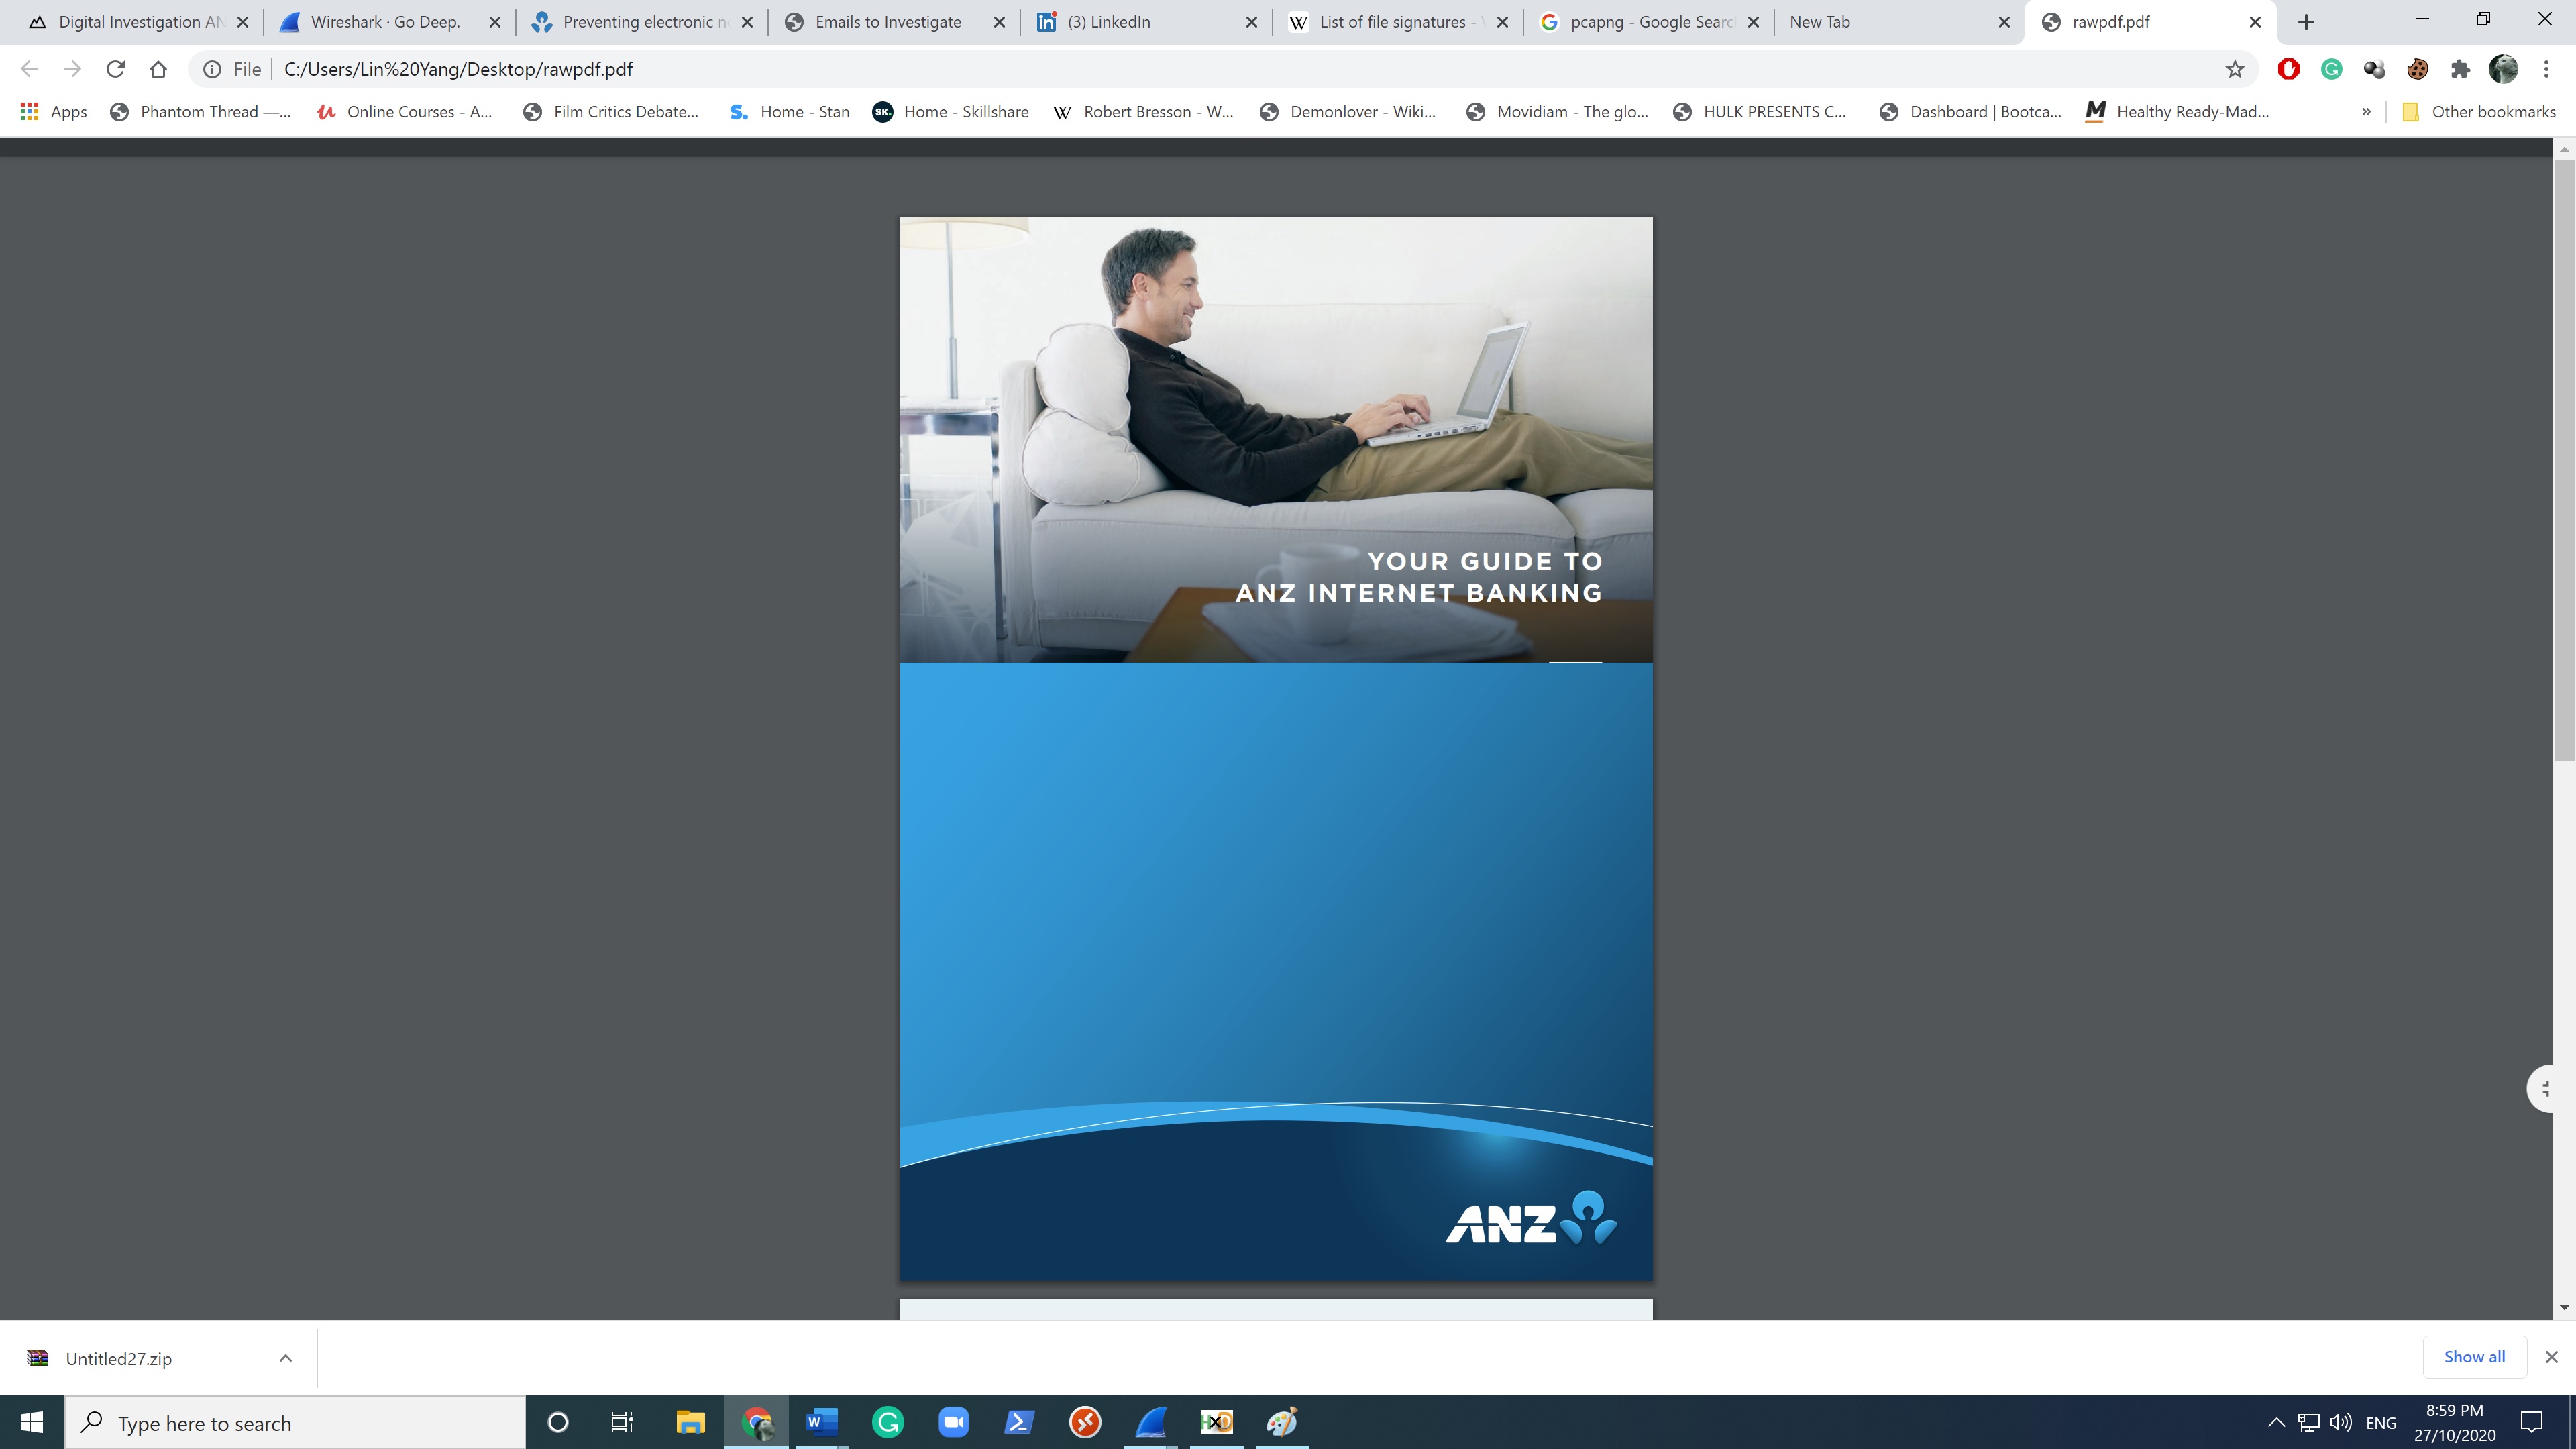 Digital Investigation AN
Wireshark · Go Deep.
Preventing electronic n
Emails to Investigate
(3) LinkedIn
List of file signatures -
pcapng - Google Searc
New Tab
rawpdf.pdf
File
C:/Users/Lin%20Yang/Desktop/rawpdf.pdf
Apps
Phantom Thread —...
Online Courses - A...
Film Critics Debate...
S.
Home - Stan
SK.
Home - Skillshare
W
Robert Bresson - W...
Demonlover - Wiki...
Movidiam - The glo...
HULK PRESENTS C...
Dashboard | Bootca...
M
Healthy Ready-Mad...
»
Other bookmarks
YOUR GUIDE TO
ANZ INTERNET BANKING
ANZ
Untitled27.zip
Show all
Type here to search
ENG
8:59 PM
27/10/2020